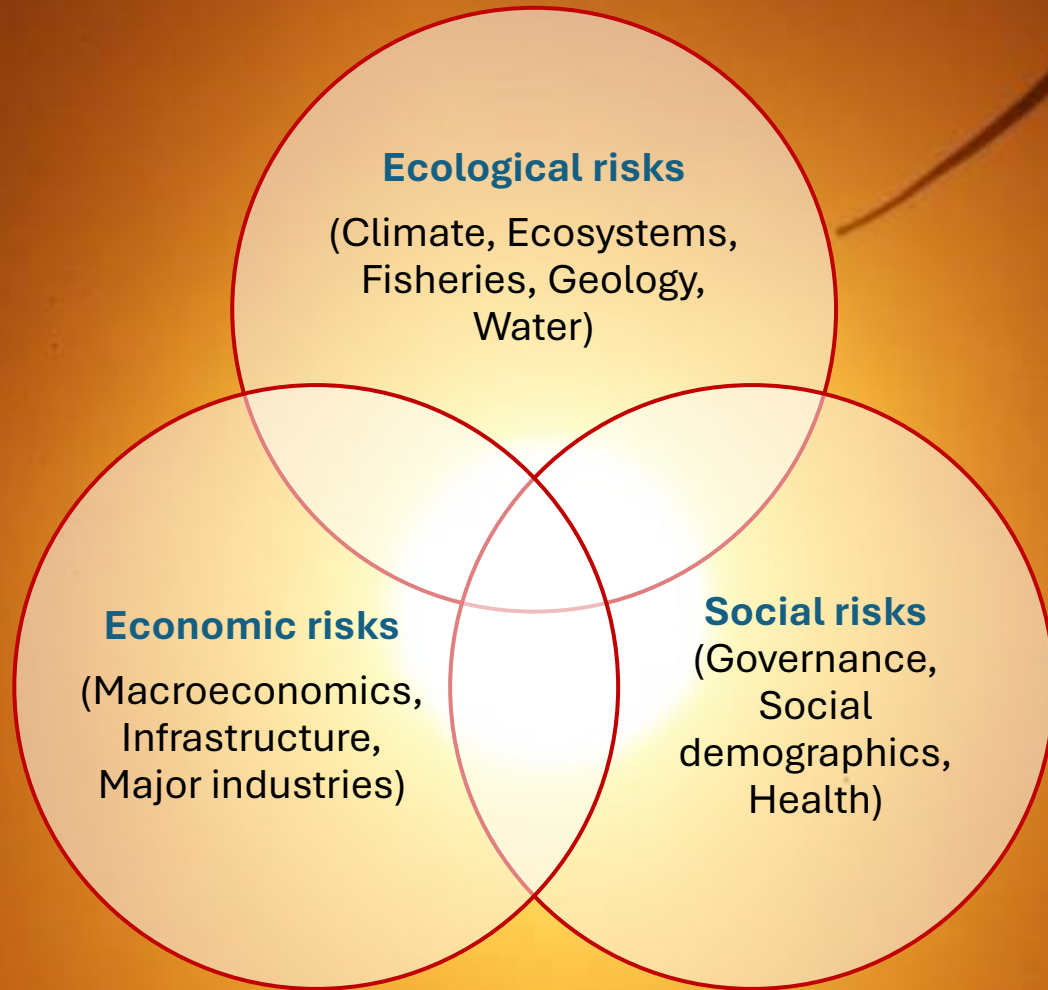 Ecological risks
(Climate, Ecosystems,
Fisheries, Geology,
Water)
Economic risks
(Macroeconomics,
Infrastructure,
Major industries)
Social risks
(Governance,
Social
demographics,
Health)